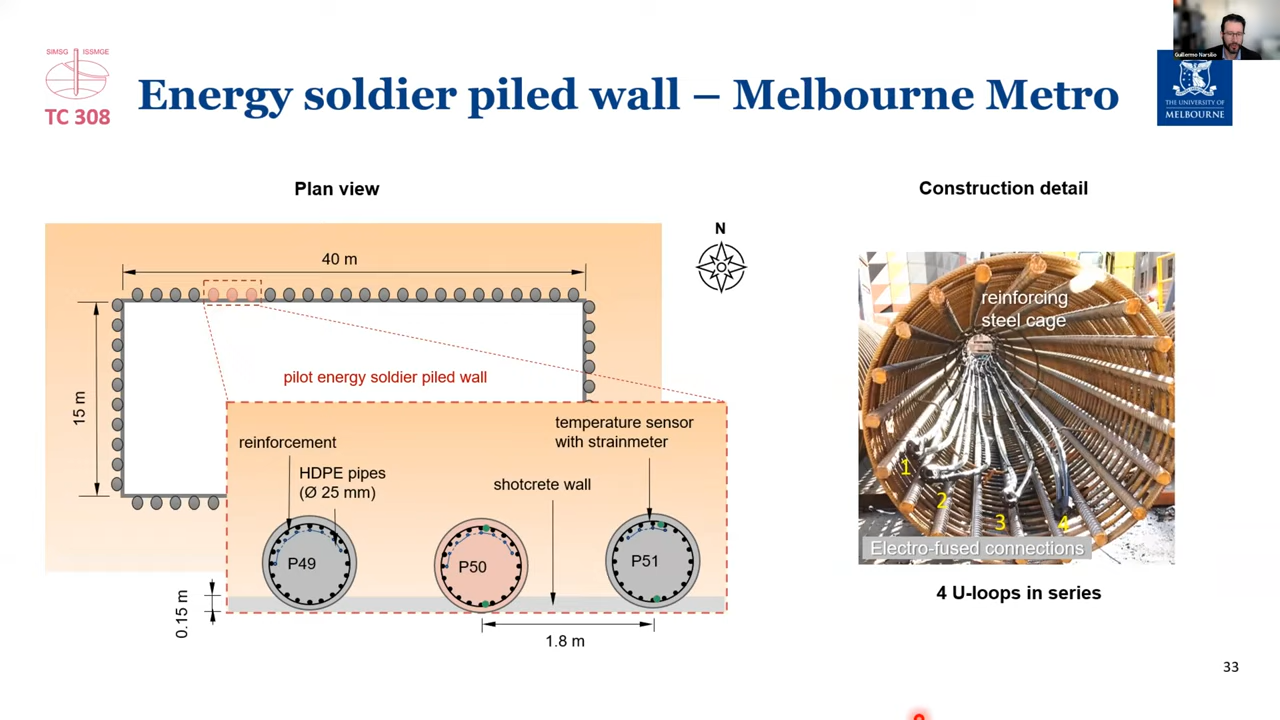 Guillermo Narsilio
SIMSG ISSMGE
TC 308
Energy soldier piled wall – Melbourne Metro
THE UNIVERSITY OF
MELBOURNE
Plan view
Construction detail
N
40 m
15 m
pilot energy soldier piled wall
reinforcement
HDPE pipes
(Ø 25 mm)
temperature sensor
with strainmeter
shotcrete wall
P49
P50
P51
0.15 m
1.8 m
reinforcing
steel cage
1
2
3
4
Electro-fused connections
4 U-loops in series
33